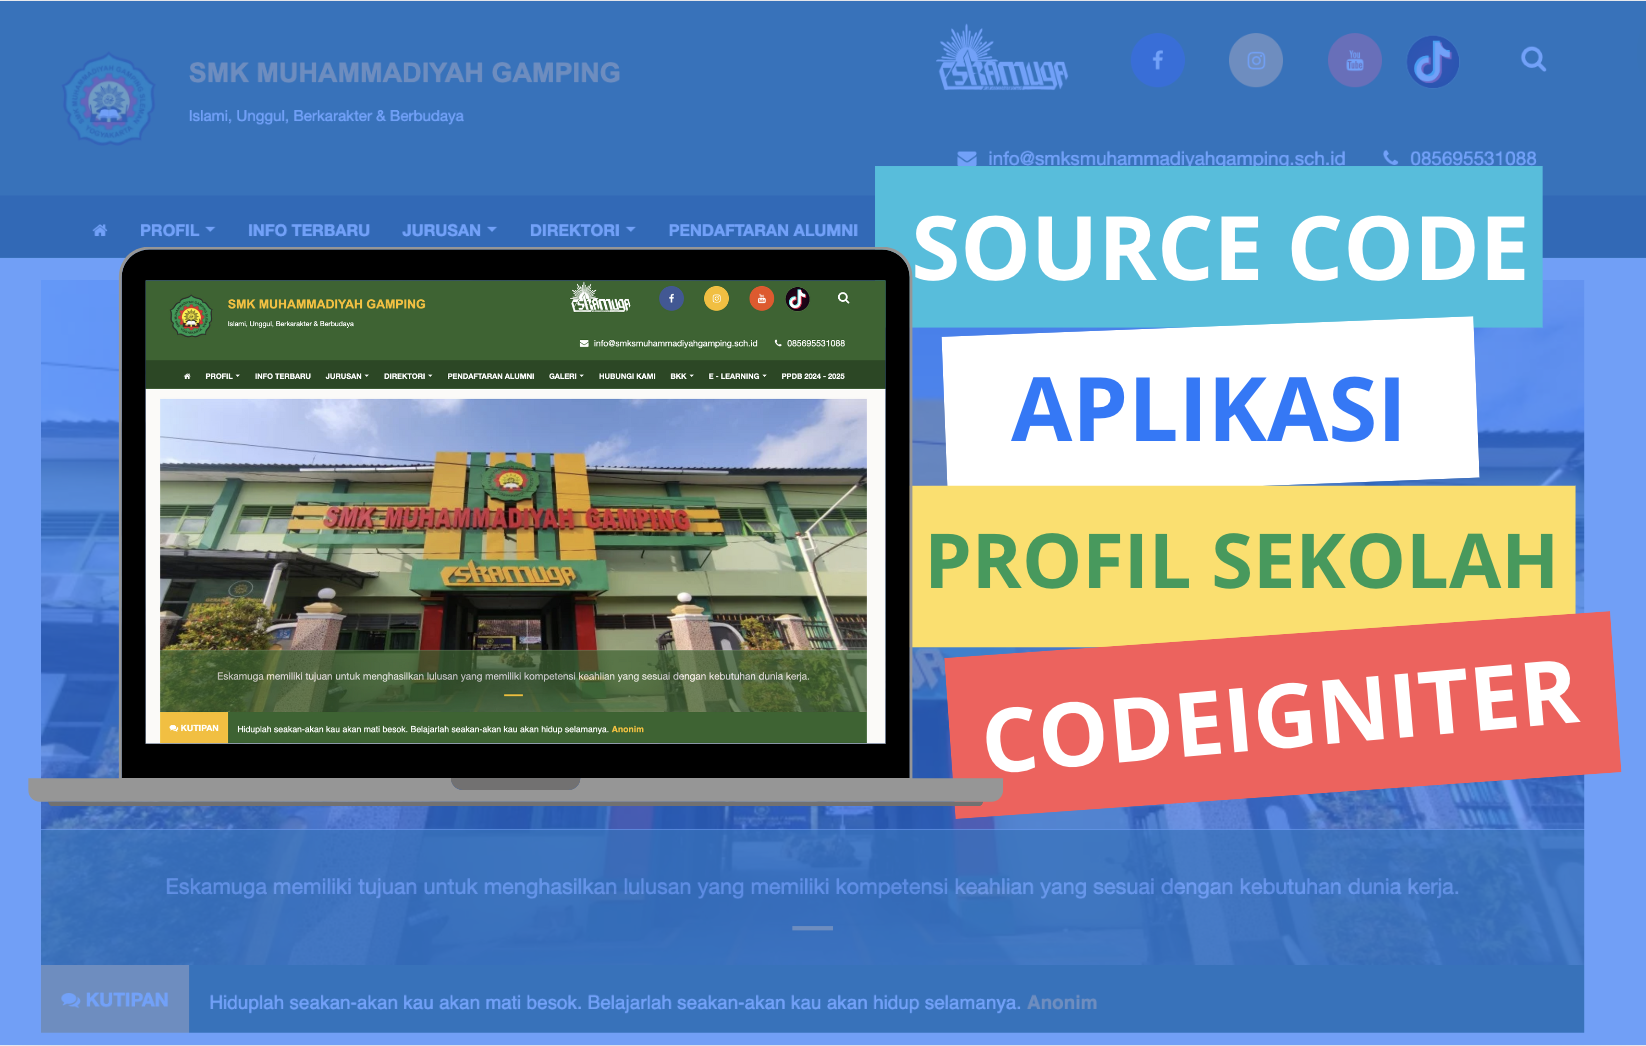 SMK MUHAMMADIYAH GAMPING
Islami, Unggul, Berkarakter & Berbudaya
eskamuga
f
You Tube
info@smksmuhammadiyahgamping.sch.id 085695531088
PROFIL INFO TERBARU JURUSAN DIREKTORI PENDAFTARAN ALUMNI
SMK MUHAMMADIYAH GAMPING
Islami, Unggul, Berkarakter & Berbudaya
eskamuga
f
You Tube
info@smksmuhammadiyahgamping.sch.id 085695531088
PROFIL INFO TERBARU JURUSAN DIREKTORI PENDAFTARAN ALUMNI GALERI HUBUNGI KAMI BKK E - LEARNING PPDB 2024 - 2025
SMK MUHAMMADIYAH GAMPING
eskamuga
Eskamuga memiliki tujuan untuk menghasilkan lulusan yang memiliki kompetensi keahlian yang sesuai dengan kebutuhan dunia kerja.
KUTIPAN Hiduplah seakan-akan kau akan mati besok. Belajarlah seakan-akan kau akan hidup selamanya. Anonim
SOURCE CODE
APLIKASI
PROFIL SEKOLAH
CODEIGNITER
Eskamuga memiliki tujuan untuk menghasilkan lulusan yang memiliki kompetensi keahlian yang sesuai dengan kebutuhan dunia kerja.
KUTIPAN Hiduplah seakan-akan kau akan mati besok. Belajarlah seakan-akan kau akan hidup selamanya. Anonim